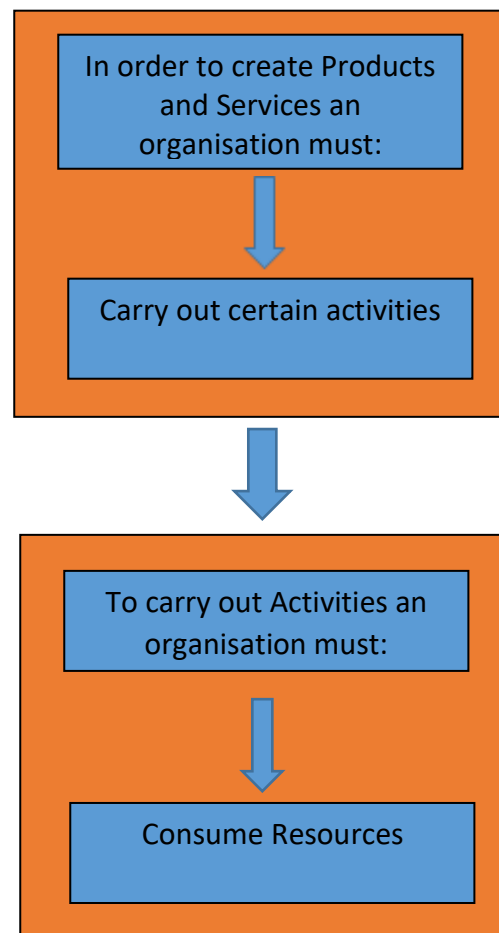 In order to create Products
and Services an
organisation must:
Carry out certain activities
To carry out Activities an
organisation must:
Consume Resources